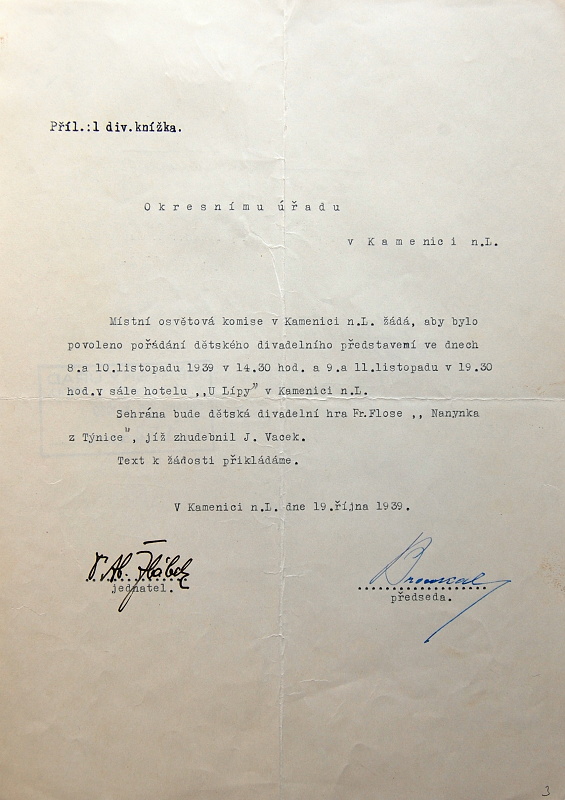 Příl.:1 div.knížka.
Okresnímu úřadu
v Kamenici n.L.
Místní osvětová komise v Kamenici n.L. žádá, aby bylo
povoleno pořádání dětského divadelního představemí ve dnech
8.a 10.listopadu 1939 v 14.30 hod. a 9.a 11.listopadu v 19.30
hod.v sále hotelu ,,U Lípy" v Kamenici n.L.
Sehrána bude dětská divadelní hra Fr.Flose ,, Nanynka
z Týnice", jíž zhudebnil J. Vacek.
Text k žádosti přikládáme.
V Kamenici n.L. dne 19.října 1939.
jednatel.
předseda.
3